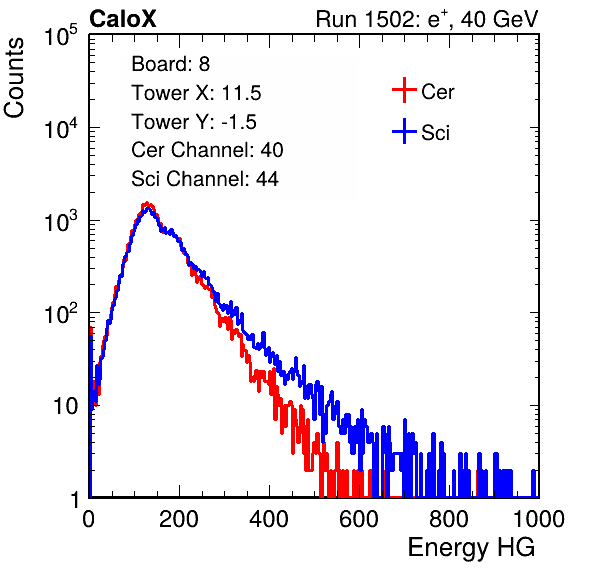 CaloX Run 1502: e⁺, 40 GeV
Counts
10⁵
10⁴
10³
10²
10
1
Board: 8
Tower X: 11.5
Tower Y: -1.5
Cer Channel: 40
Sci Channel: 44
Cer
Sci
0 200 400 600 800 1000
Energy HG